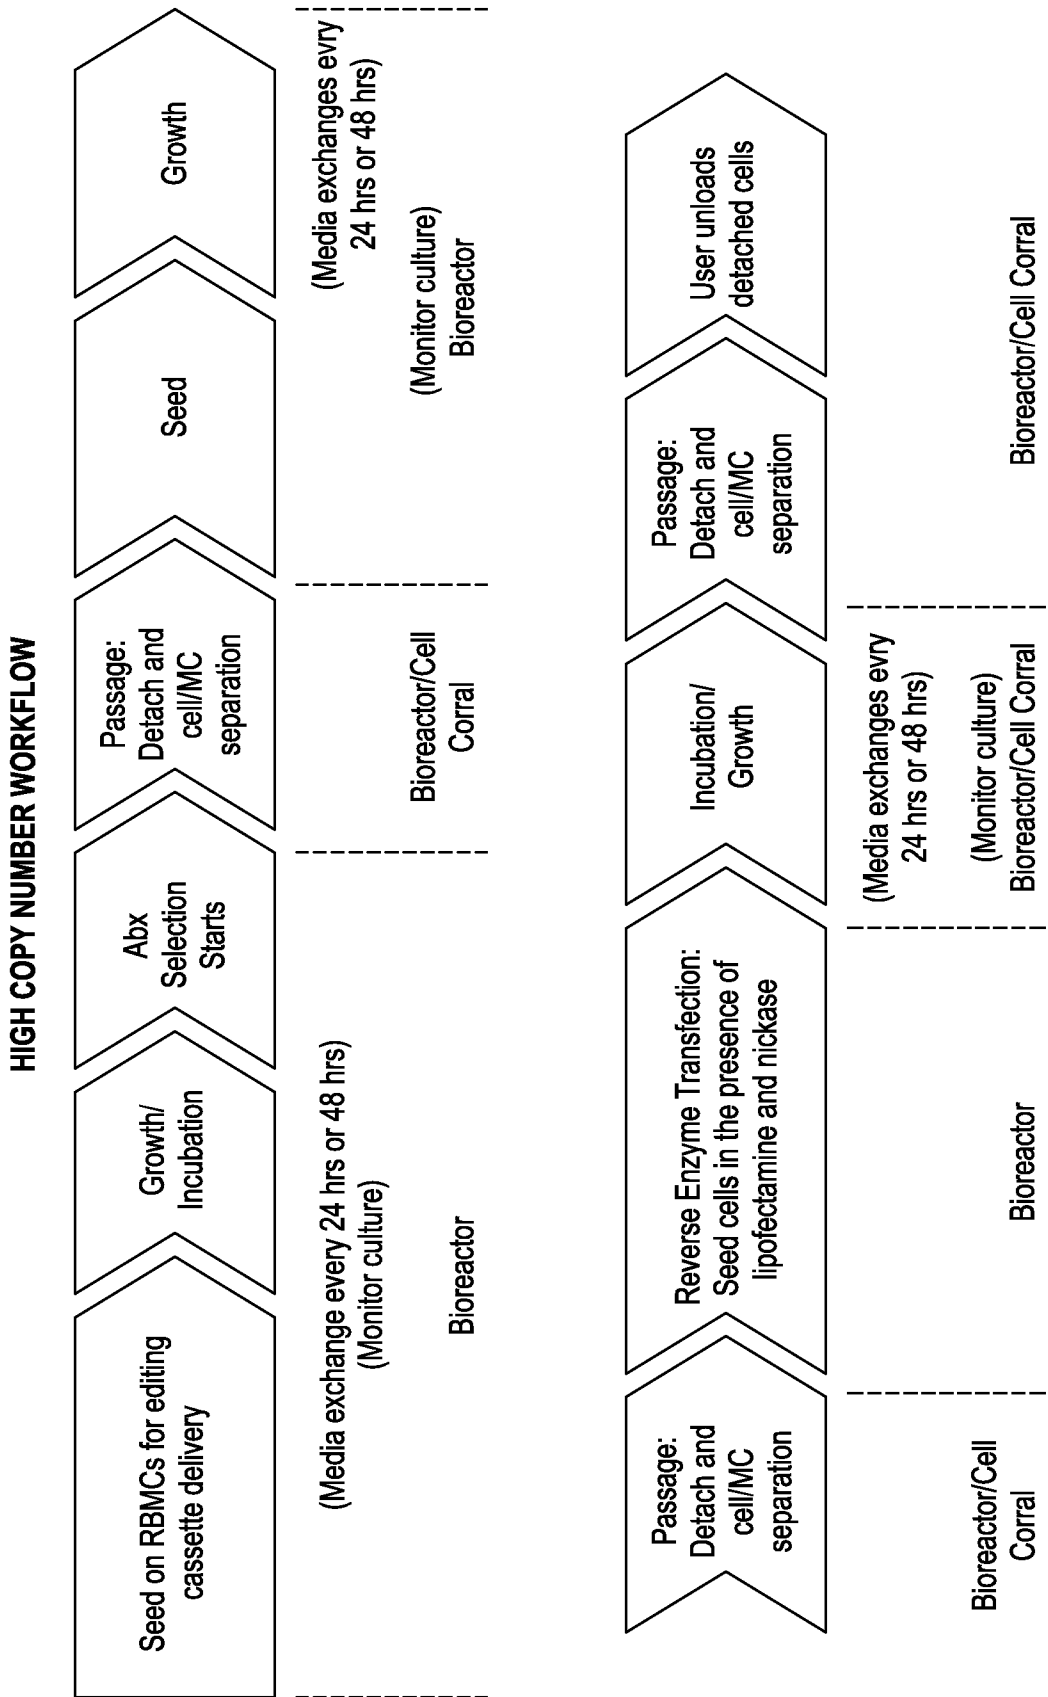 HIGH COPY NUMBER WORKFLOW
Seed on RBMCs for editing
cassette delivery
Growth/
Incubation
Abx
Selection
Starts
Passage:
Detach and
cell/MC
separation
Seed
Growth
(Media exchange every 24 hrs or 48 hrs)
(Monitor culture)
Bioreactor
Bioreactor/Cell
Corral
(Media exchanges evry
24 hrs or 48 hrs)
(Monitor culture)
Bioreactor
Passage:
Detach and
cell/MC
separation
Reverse Enzyme Transfection:
Seed cells in the presence of
lipofectamine and nickase
Incubation/
Growth
Passage:
Detach and
cell/MC
separation
User unloads
detached cells
Bioreactor/Cell
Corral
Bioreactor
(Media exchanges evry
24 hrs or 48 hrs)
(Monitor culture)
Bioreactor/Cell Corral
Bioreactor/Cell Corral